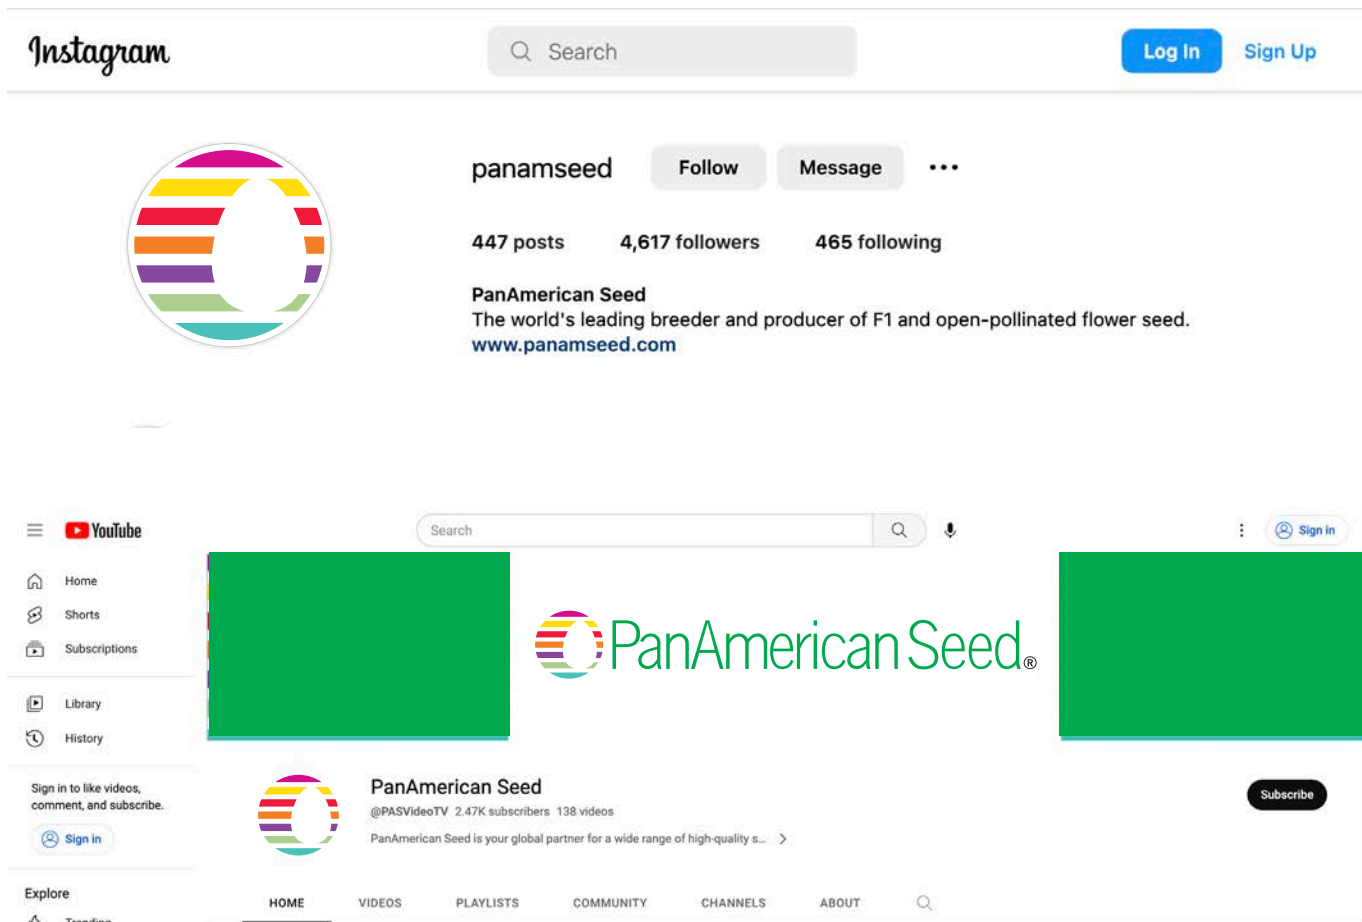 Instagram
Search
Log In
Sign Up
panamseed
Follow
Message
447 posts
4,617 followers
465 following
PanAmerican Seed
The world's leading breeder and producer of F1 and open-pollinated flower seed.
www.panamseed.com
YouTube
Search
Sign in
Home
Shorts
Subscriptions
Library
History
Sign in to like videos,
comment, and subscribe.
Sign in
Explore
PanAmerican Seed®
PanAmerican Seed
@PASVideoTV 2.47K subscribers 138 videos
PanAmerican Seed is your global partner for a wide range of high-quality s...
Subscribe
HOME
VIDEOS
PLAYLISTS
COMMUNITY
CHANNELS
ABOUT